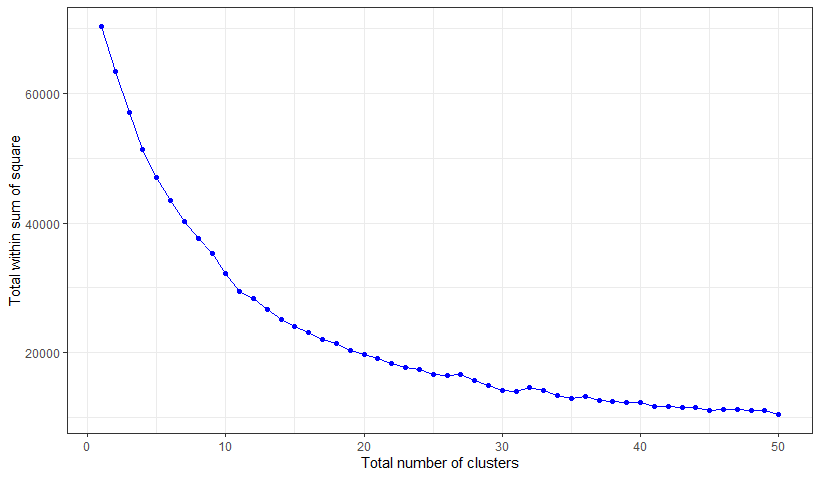 Total within sum of square
60000
40000
20000
0 10 20 30 40 50
Total number of clusters